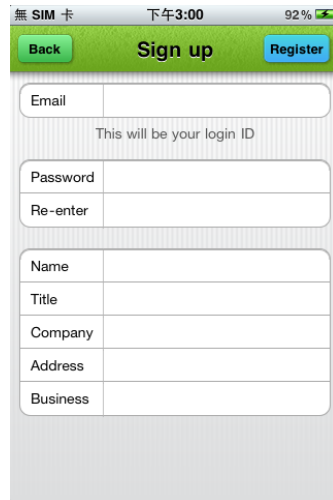 無 SIM 卡 下午3:00 92%
Back Sign up Register
Email
This will be your login ID
Password
Re-enter
Name
Title
Company
Address
Business